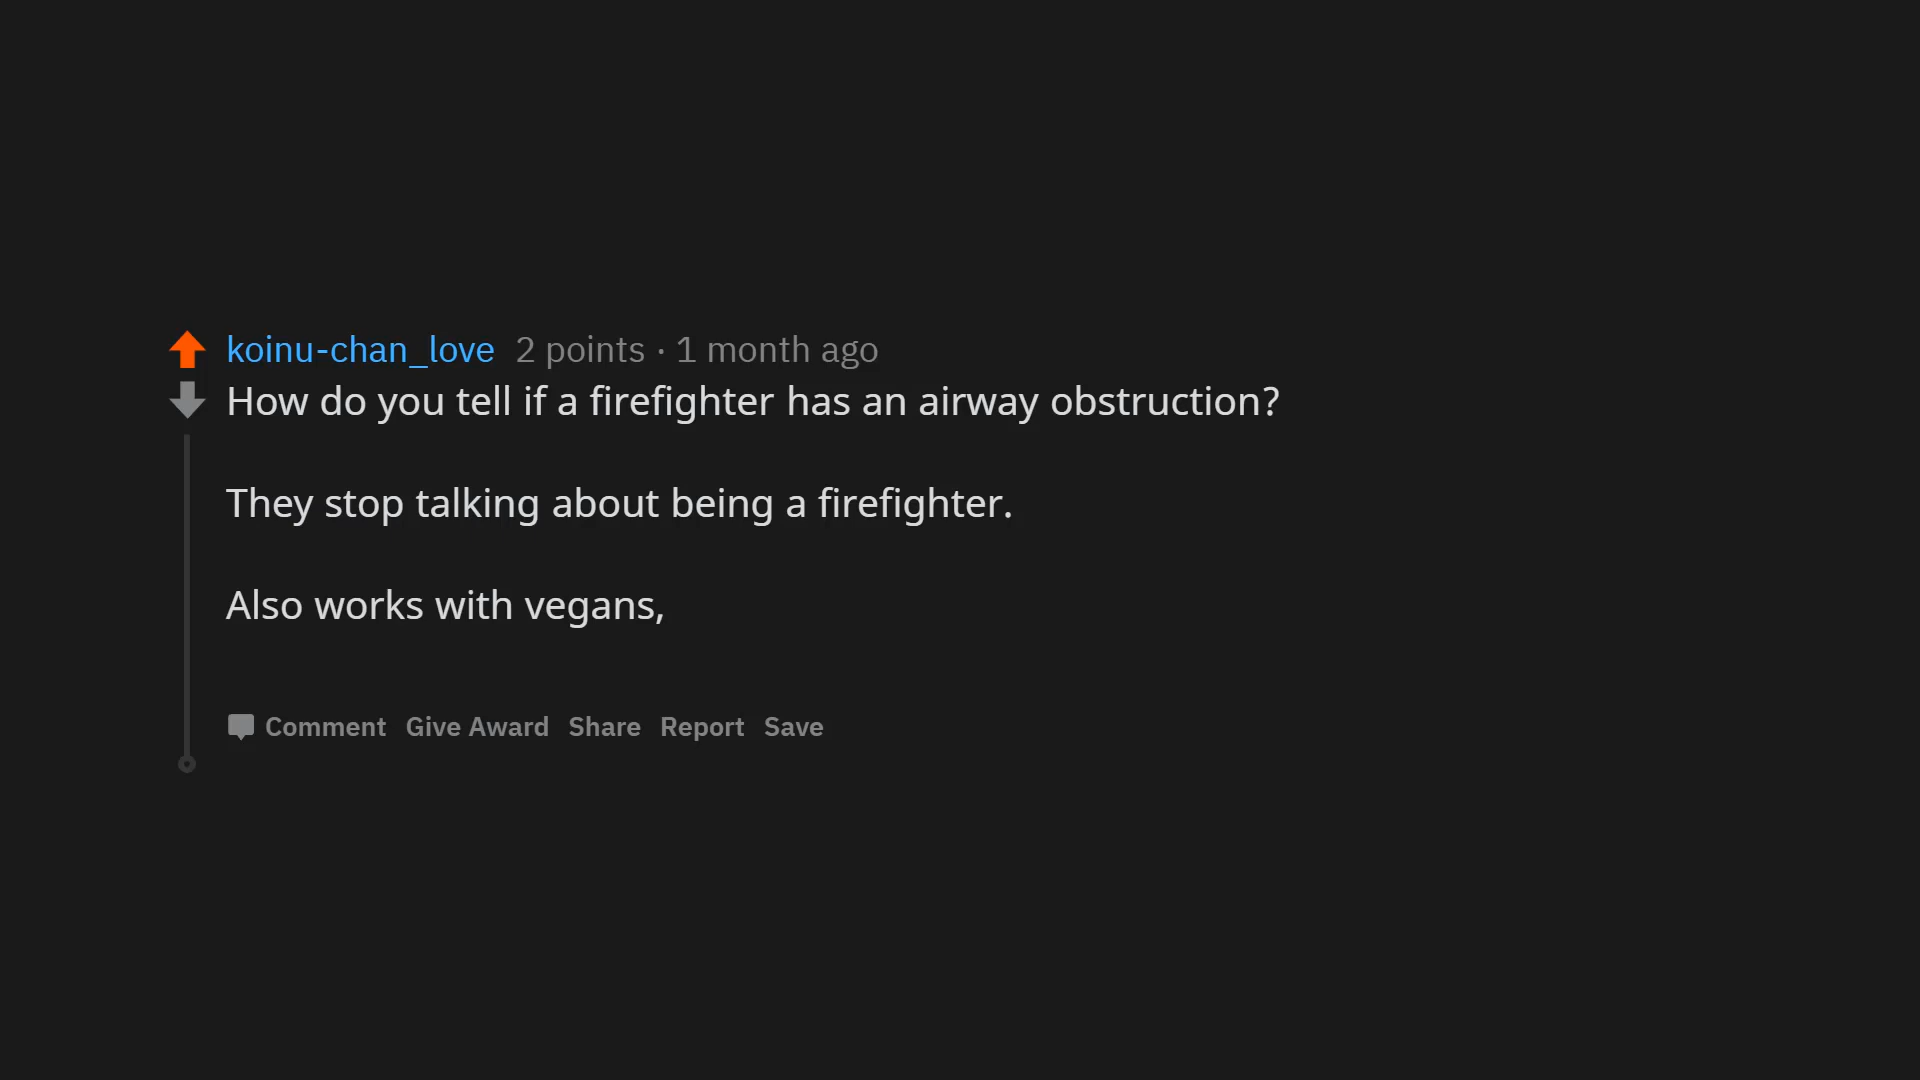 koinu-chan_love 2 points · 1 month ago
How do you tell if a firefighter has an airway obstruction?
They stop talking about being a firefighter.
Also works with vegans,
Comment Give Award Share Report Save